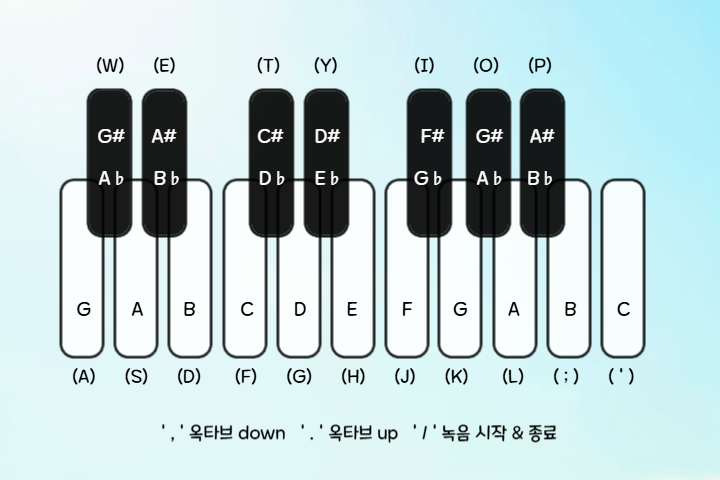 (W) (E) (T) (Y) (I) (O) (P)
G# A# C# D# F# G# A#
A♭ B♭ D♭ E♭ G♭ A♭ B♭
G A B C D E F G A B C
(A) (S) (D) (F) (G) (H) (J) (K) (L) (;) (')
',' 옥타브 down '.' 옥타브 up '/' 녹음 시작 & 종료